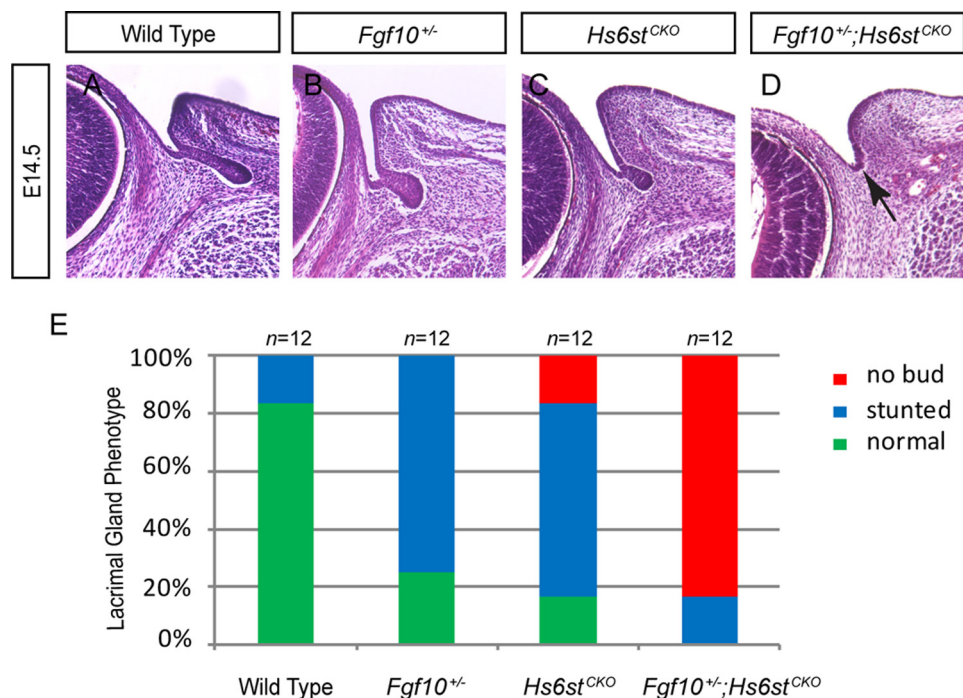 Wild Type
Fgf10+/-
Hs6stCKO
Fgf10+/-;Hs6stCKO
E14.5
A
B
C
D
E
n=12
n=12
n=12
n=12
100%
80%
60%
40%
20%
0%
Lacrimal Gland Phenotype
no bud
stunted
normal
Wild Type
Fgf10+/-
Hs6stCKO
Fgf10+/-;Hs6stCKO